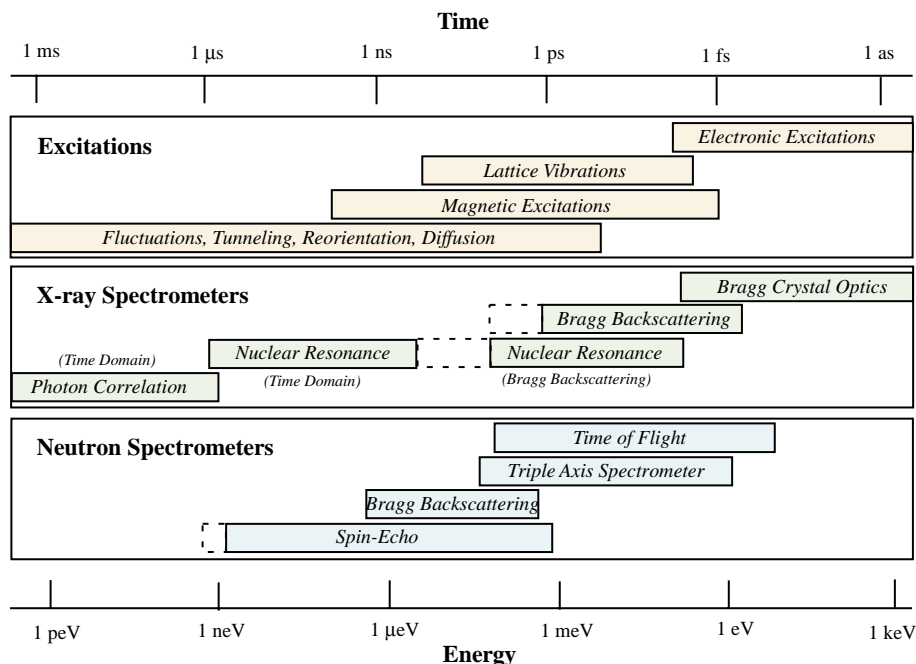 Time
1 ms 1 μs 1 ns 1 ps 1 fs 1 as
Excitations
Electronic Excitations
Lattice Vibrations
Magnetic Excitations
Fluctuations, Tunneling, Reorientation, Diffusion
X-ray Spectrometers
Bragg Crystal Optics
Bragg Backscattering
(Time Domain)
Nuclear Resonance Nuclear Resonance
(Time Domain) (Bragg Backscattering)
Photon Correlation
Neutron Spectrometers
Time of Flight
Triple Axis Spectrometer
Bragg Backscattering
Spin-Echo
1 peV 1 neV 1 μeV 1 meV 1 eV 1 keV
Energy